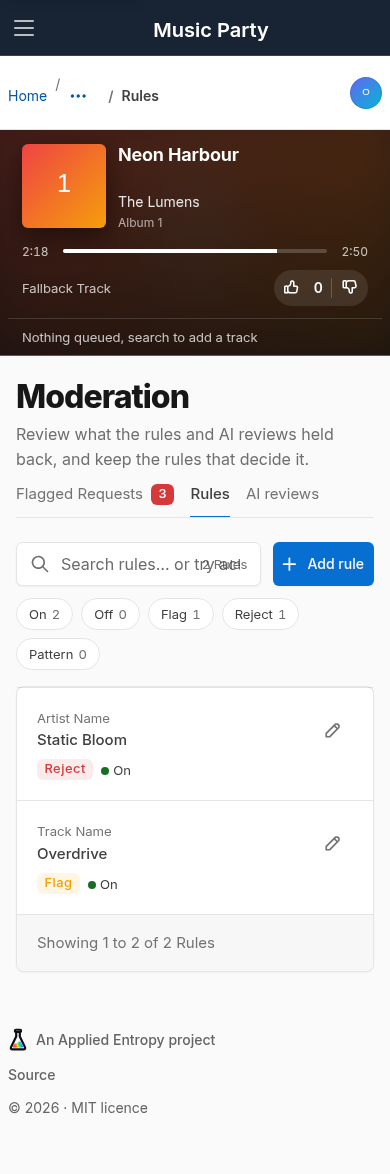 Music Party
Home / ••• / Rules
O
1
Neon Harbour
The Lumens
Album 1
2:18
2:50
Fallback Track
0
Nothing queued, search to add a track
Moderation
Review what the rules and AI reviews held
back, and keep the rules that decide it.
Flagged Requests 3 Rules AI reviews
Search rules... or try
2 Rules
Add rule
On 2 Off 0 Flag 1 Reject 1
Pattern 0
Artist Name
Static Bloom
Reject On
Track Name
Overdrive
Flag On
Showing 1 to 2 of 2 Rules
An Applied Entropy project
Source
© 2026 · MIT licence